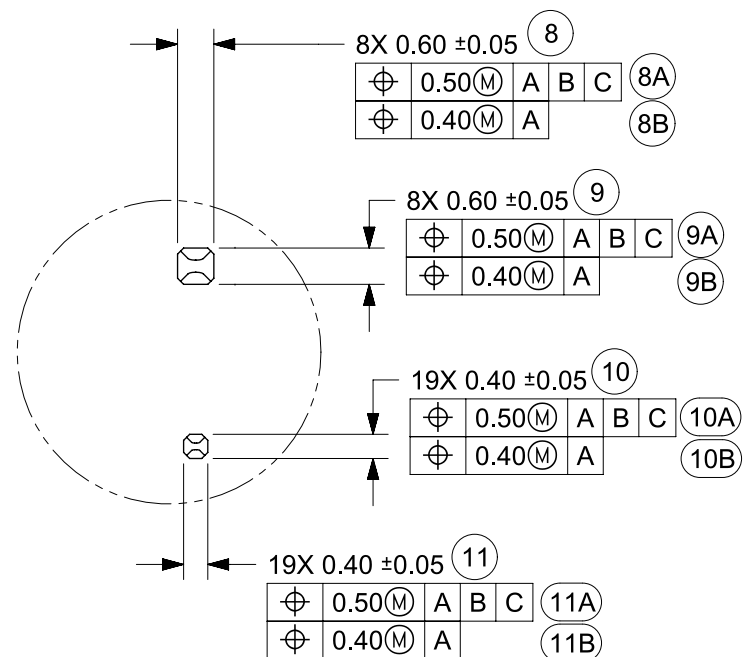 8X 0.60 ±0.05 8
⌖ 0.50Ⓜ A B C 8A
⌖ 0.40Ⓜ A 8B
8X 0.60 ±0.05 9
⌖ 0.50Ⓜ A B C 9A
⌖ 0.40Ⓜ A 9B
19X 0.40 ±0.05 10
⌖ 0.50Ⓜ A B C 10A
⌖ 0.40Ⓜ A 10B
19X 0.40 ±0.05 11
⌖ 0.50Ⓜ A B C 11A
⌖ 0.40Ⓜ A 11B